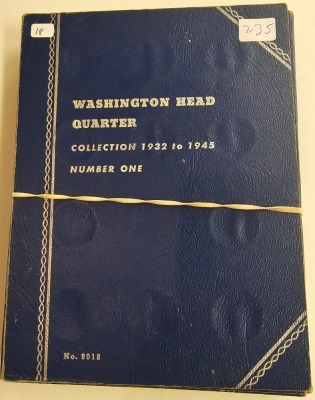 18
235
WASHINGTON HEAD
QUARTER
COLLECTION 1932 to 1945
NUMBER ONE
No. 9018